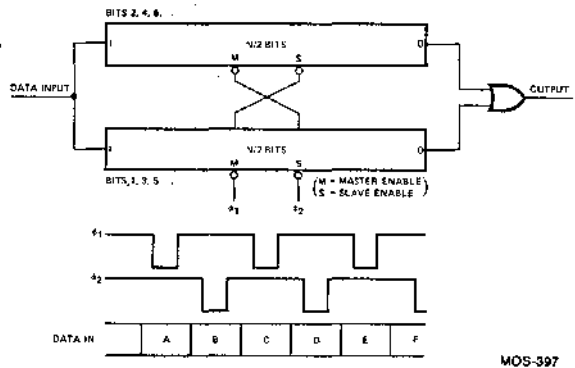 BITS 2, 4, 6, . .
I N/2 BITS O
M S
DATA INPUT
OUTPUT
I N/2 BITS O
M S
BITS, 1, 3, 5 . .
(M = MASTER ENABLE
S = SLAVE ENABLE)
ϕ1 ϕ2
ϕ1
ϕ2
DATA IN A B C D E F
MOS-397